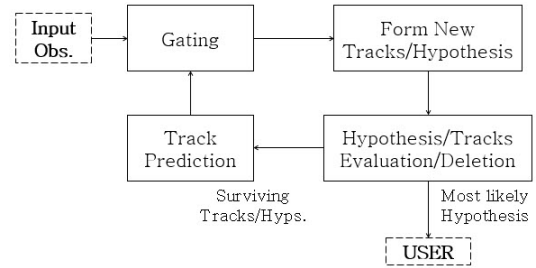 Input
Obs.
Gating
Form New
Tracks/Hypothesis
Track
Prediction
Hypothesis/Tracks
Evaluation/Deletion
Surviving
Tracks/Hyps.
Most likely
Hypothesis
USER